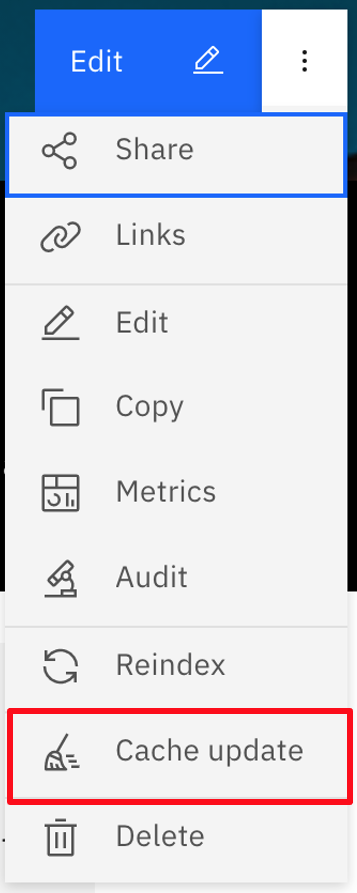 Edit
Share
Links
Edit
Copy
Metrics
Audit
Reindex
Cache update
Delete